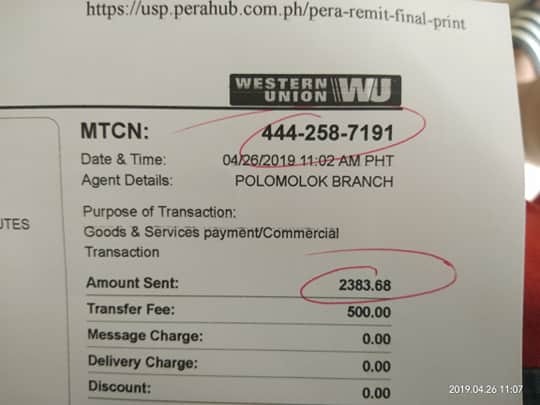 https://usp.perahub.com.ph/pera-remit-final-print
WESTERN UNION WU
MTCN: 444-258-7191
Date & Time: 04/26/2019 11:02 AM PHT
Agent Details: POLOMOLOK BRANCH
UTES
Purpose of Transaction:
Goods & Services payment/Commercial
Transaction
Amount Sent: 2383.68
Transfer Fee: 500.00
Message Charge: 0.00
Delivery Charge: 0.00
Discount: 0.00
2019.04.26 11:07